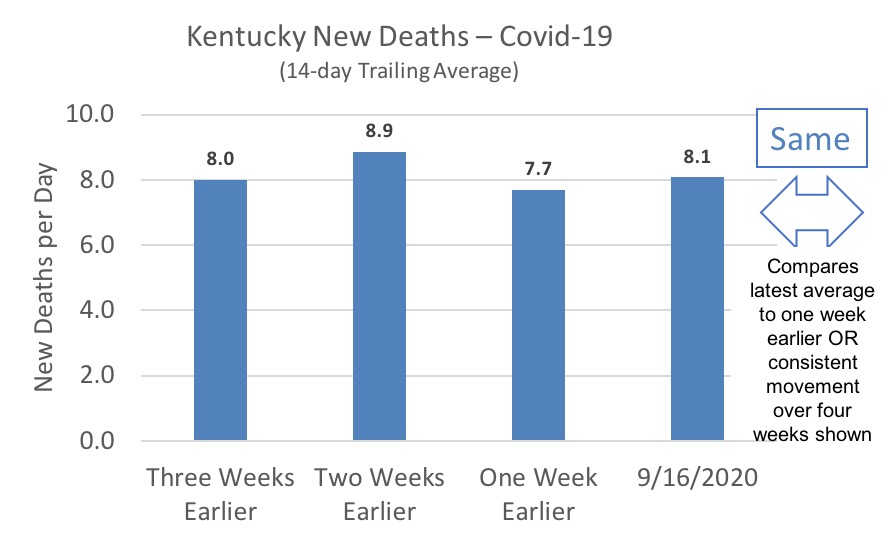 Kentucky New Deaths – Covid-19
(14-day Trailing Average)
New Deaths per Day
10.0
8.0
6.0
4.0
2.0
0.0
8.0
8.9
7.7
8.1
Three Weeks
Earlier
Two Weeks
Earlier
One Week
Earlier
9/16/2020
Same
Compares
latest average
to one week
earlier OR
consistent
movement
over four
weeks shown